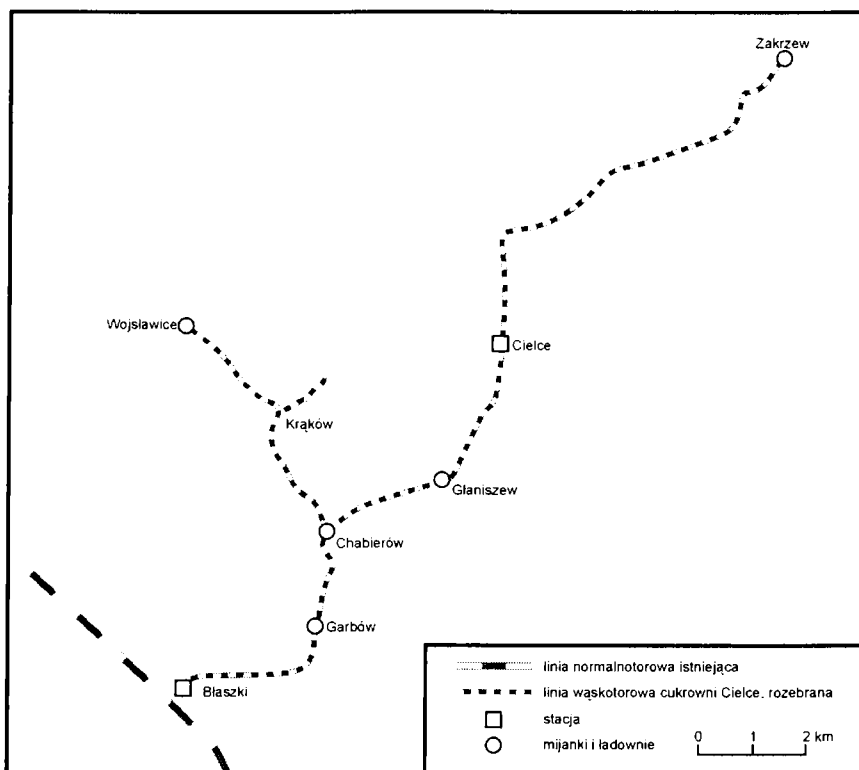 Zakrzew
Wojsławice
Cielce
Krąków
Głaniszew
Chabierów
Garbów
Błaszki
linia normalnotorowa istniejąca
linia wąskotorowa cukrowni Cielce, rozebrana
stacja
mijanki i ładownie
0 1 2 km